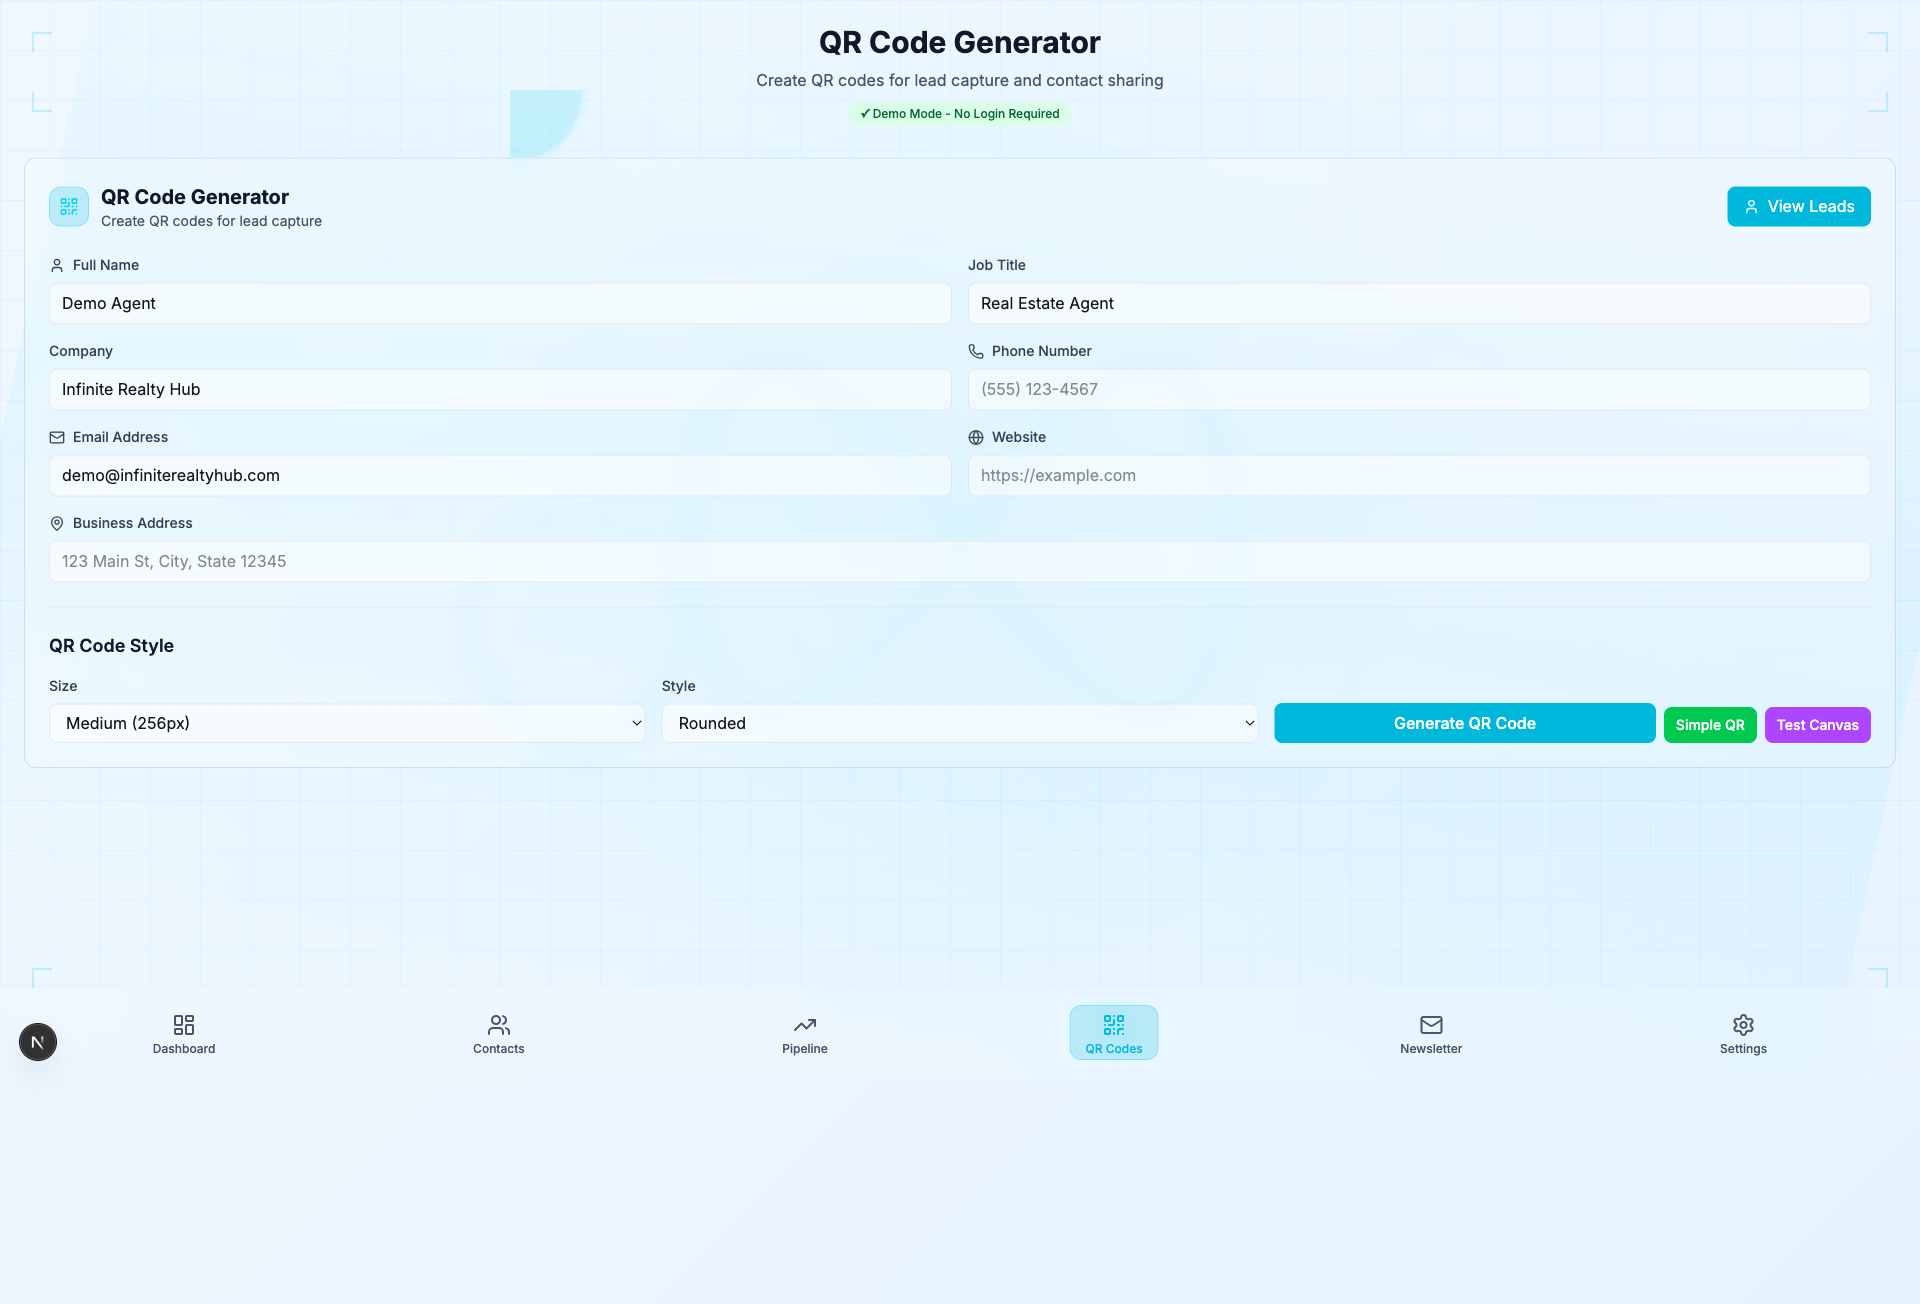 QR Code Generator
Create QR codes for lead capture and contact sharing
✓ Demo Mode - No Login Required
QR Code Generator
Create QR codes for lead capture
View Leads
Full Name
Job Title
Demo Agent
Real Estate Agent
Company
Phone Number
Infinite Realty Hub
(555) 123-4567
Email Address
Website
demo@infiniterealtyhub.com
https://example.com
Business Address
123 Main St, City, State 12345
QR Code Style
Size
Style
Medium (256px)
Rounded
Generate QR Code
Simple QR
Test Canvas
N
Dashboard
Contacts
Pipeline
QR Codes
Newsletter
Settings